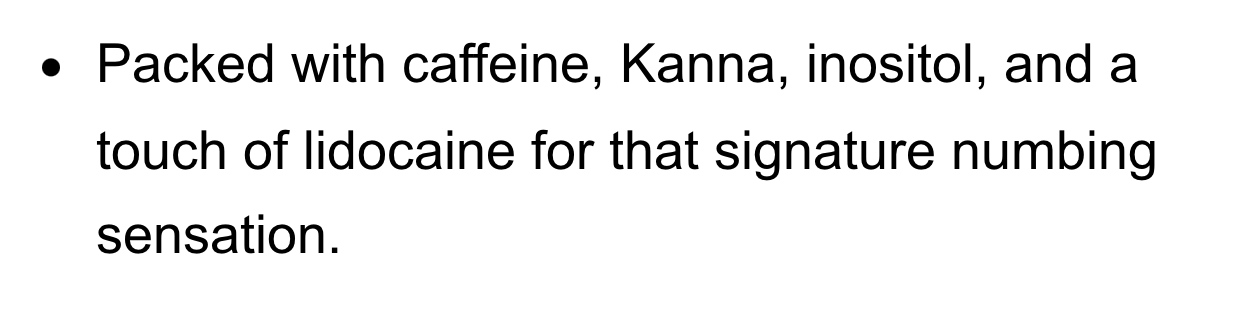 • Packed with caffeine, Kanna, inositol, and a
touch of lidocaine for that signature numbing
sensation.